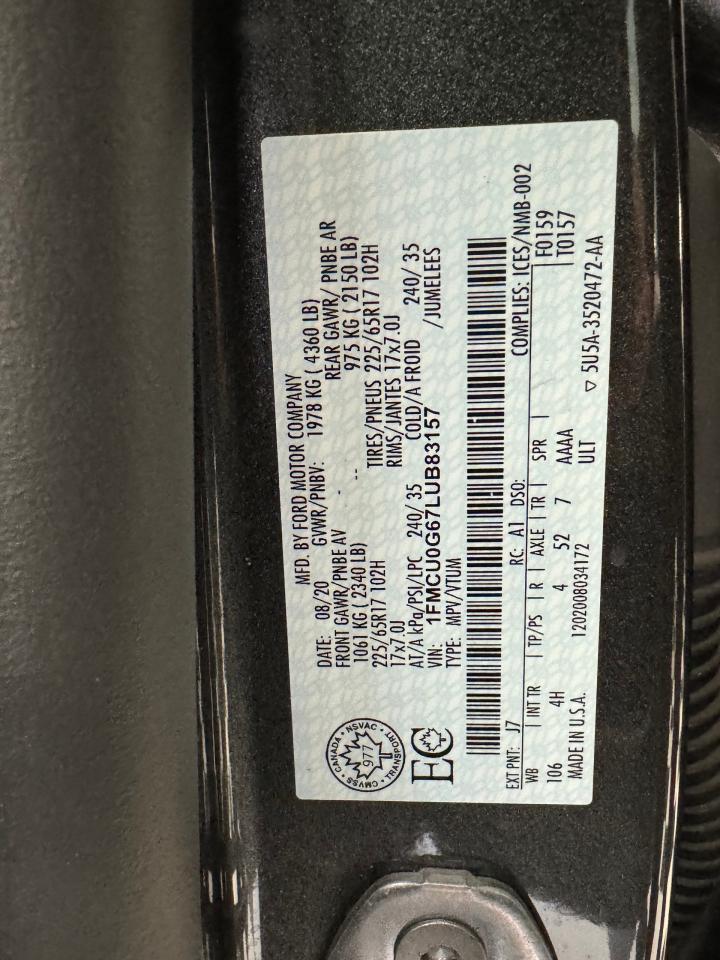 MFD. BY FORD MOTOR COMPANY
DATE: 08/20 GVWR/PNBV: 1978 KG ( 4360 LB)
FRONT GAWR/PNBE AV REAR GAWR/ PNBE AR
1061 KG ( 2340 LB) 975 KG ( 2150 LB)
225/65R17 102H TIRES/PNEUS 225/65R17 102H
17x7.0J RIMS/JANTES 17x7.0J
AT/A kPa/PSI/LPC 240/ 35 COLD/A FROID 240/ 35
VIN: 1FMCU0G67LUB83157 /JUMELEES
TYPE: MPV/VTUM
CANADA • NSVAC • TRANSPORT • CMVSS
977
EC
EXT PNT: J7 RC: A1 DSO: COMPLIES: ICES/NMB-002
WB | INT TR | TP/PS | R | AXLE | TR | SPR | F0159
106 4H 4 52 7 AAAA T0157
MADE IN U.S.A. 1202008034172 ULT ▽ 5U5A-3520472-AA